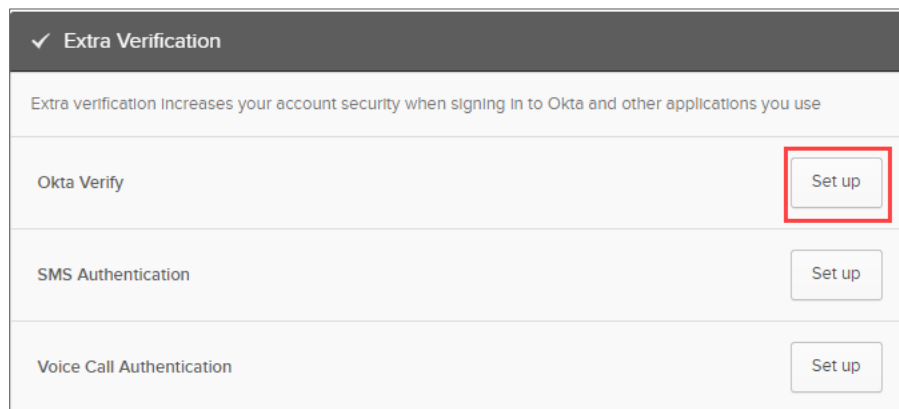 Extra Verification
Extra verification increases your account security when signing in to Okta and other applications you use
Okta Verify
Set up
SMS Authentication
Set up
Voice Call Authentication
Set up